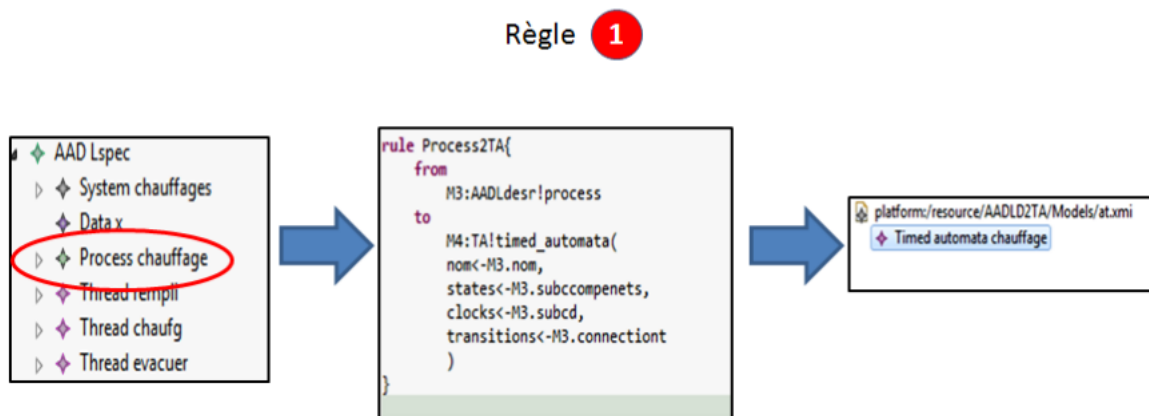 Règle 1
AAD Lspec
System chauffages
Data x
Process chauffage
Thread rempli
Thread chaufg
Thread evacuer
rule Process2TA{
from
M3:AADLdesr!process
to
M4:TA!timed_automata(
nom<-M3.nom,
states<-M3.subccompenets,
clocks<-M3.subcd,
transitions<-M3.connectiont
)
}
platform:/resource/AADLD2TA/Models/at.xmi
Timed automata chauffage